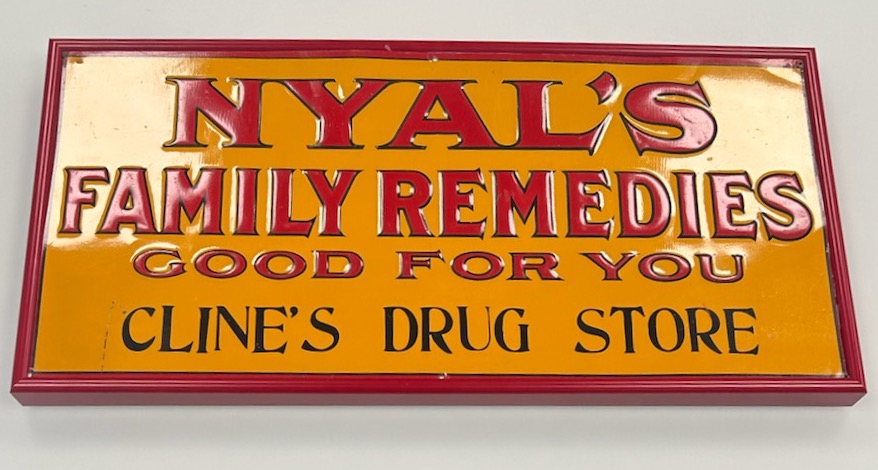 NYAL'S
FAMILY REMEDIES
GOOD FOR YOU
CLINE'S DRUG STORE